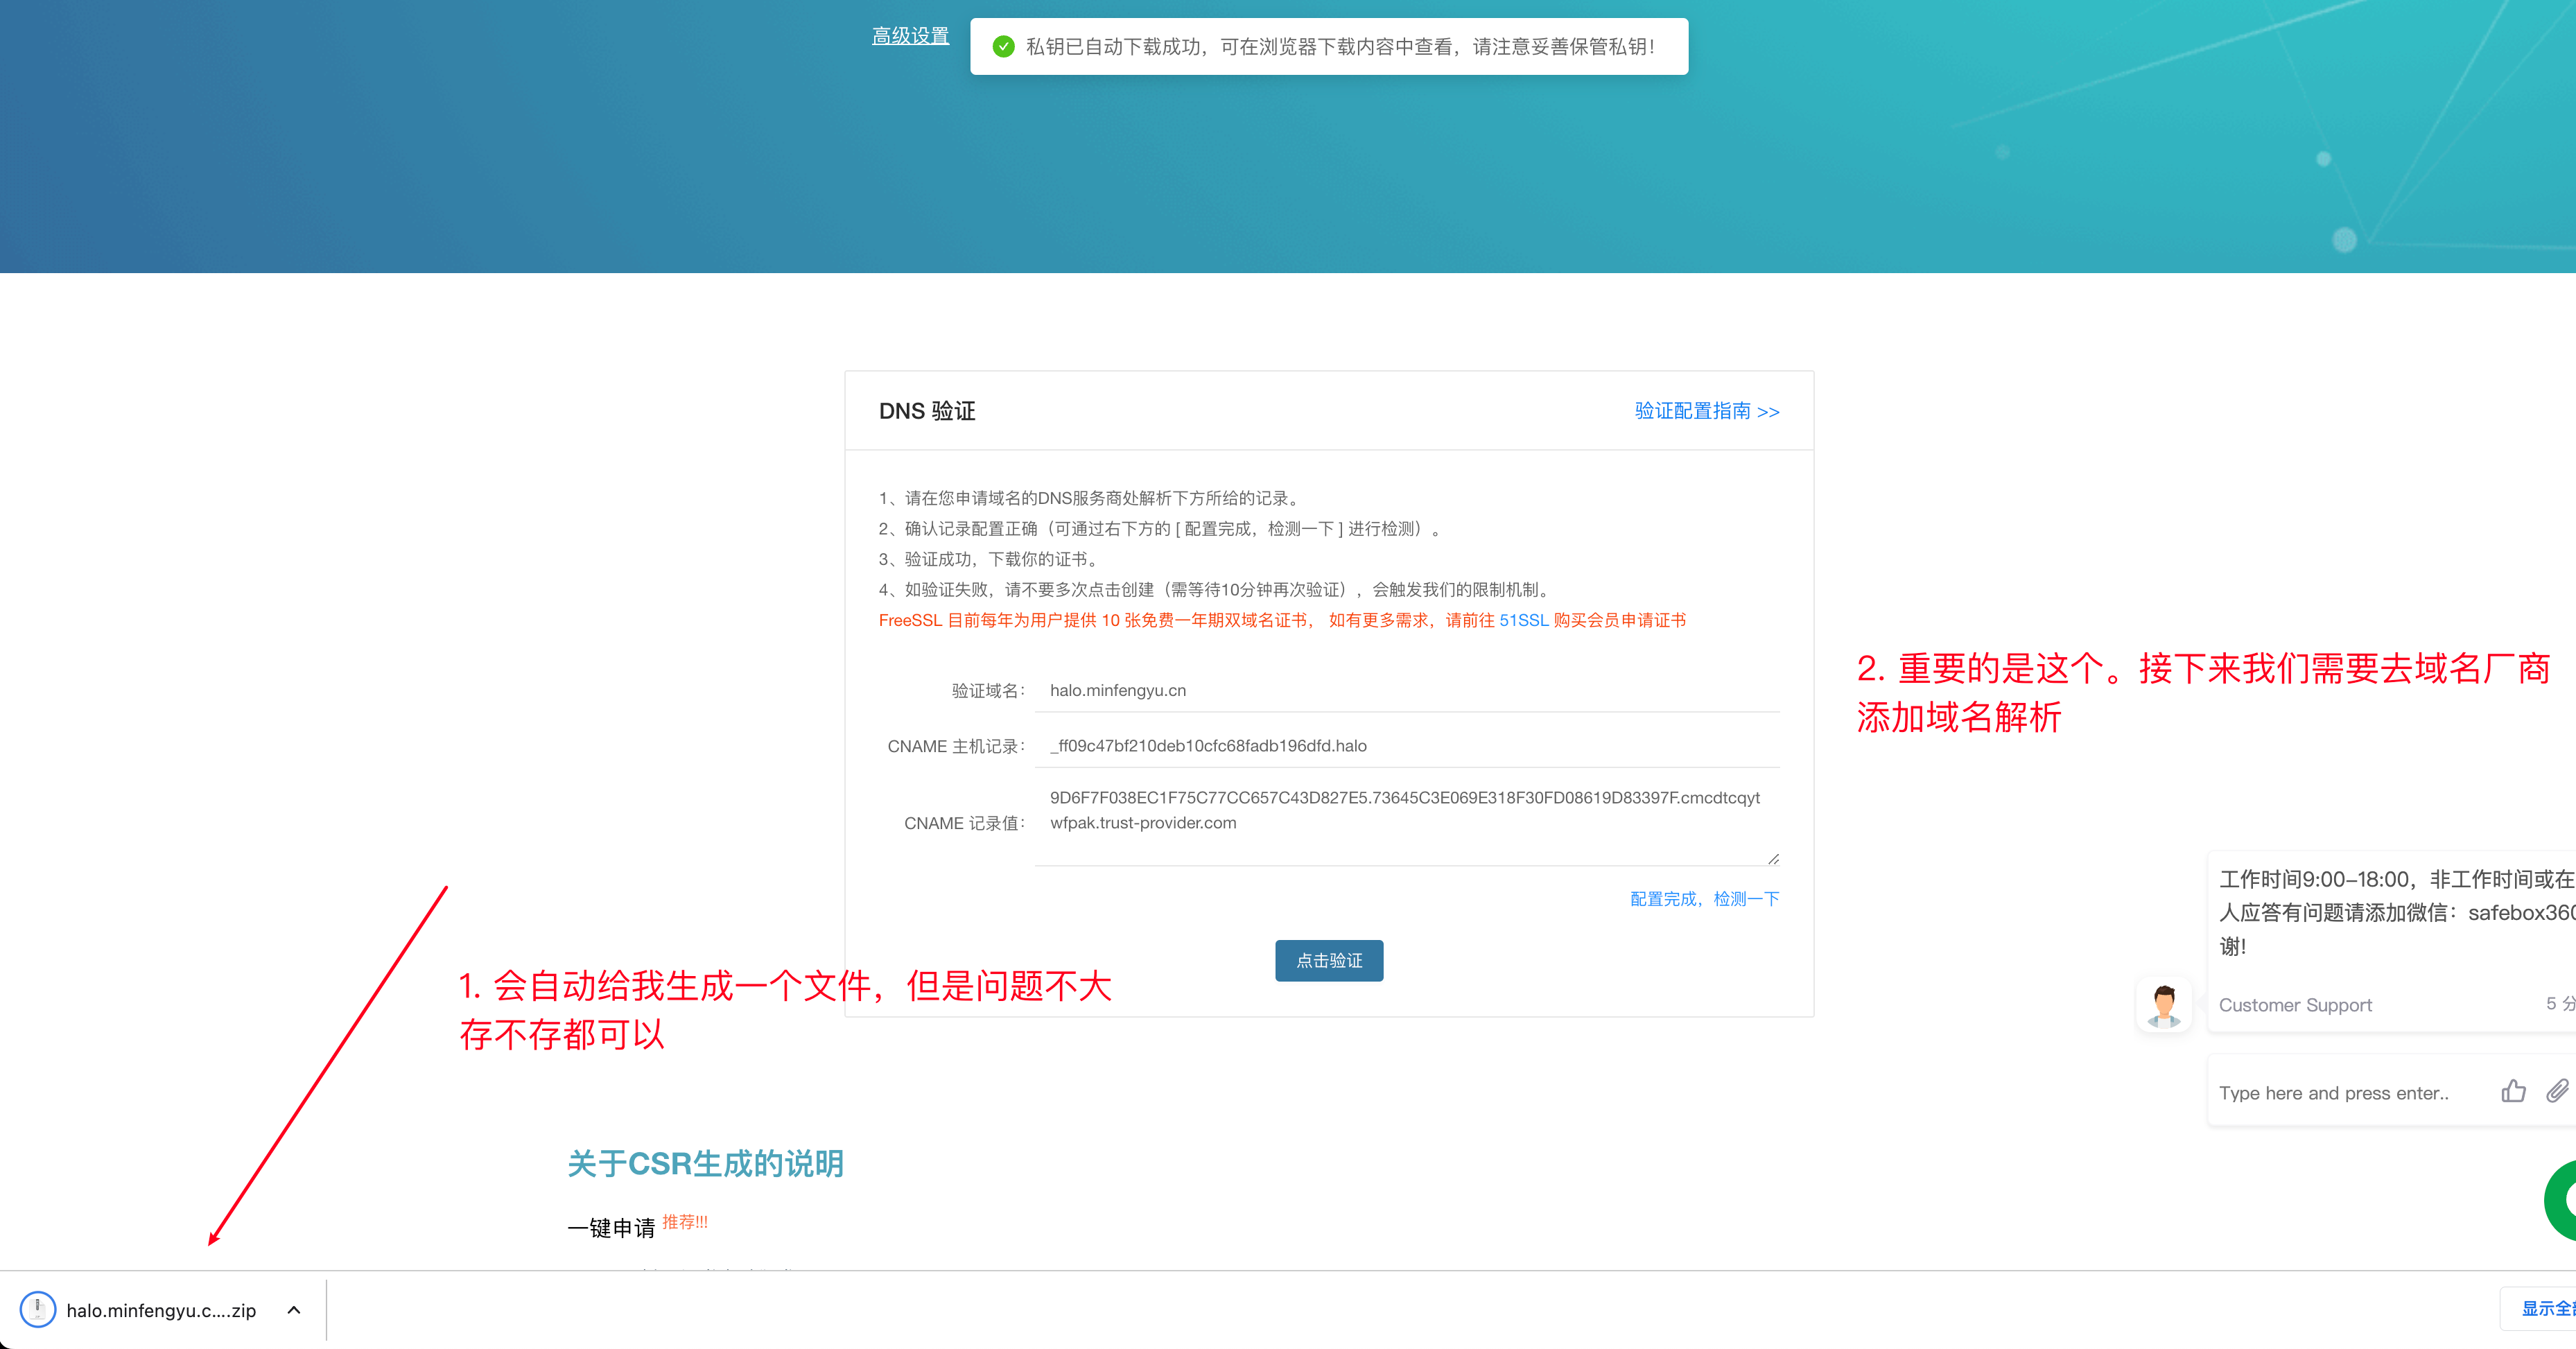 高级设置
私钥已自动下载成功，可在浏览器下载内容中查看，请注意妥善保管私钥！
DNS 验证
验证配置指南 >>
1、请在您申请域名的DNS服务商处解析下方所给的记录。
2、确认记录配置正确（可通过右下方的 [ 配置完成，检测一下 ] 进行检测）。
3、验证成功，下载你的证书。
4、如验证失败，请不要多次点击创建（需等待10分钟再次验证），会触发我们的限制机制。
FreeSSL 目前每年为用户提供 10 张免费一年期双域名证书， 如有更多需求，请前往 51SSL 购买会员申请证书
验证域名： halo.minfengyu.cn
CNAME 主机记录： _ff09c47bf210deb10cfc68fadb196dfd.halo
CNAME 记录值： 9D6F7F038EC1F75C77CC657C43D827E5.73645C3E069E318F30FD08619D83397F.cmcdtcqyt
wfpak.trust-provider.com
配置完成，检测一下
点击验证
2. 重要的是这个。接下来我们需要去域名厂商
添加域名解析
1. 会自动给我生成一个文件，但是问题不大
存不存都可以
工作时间9:00-18:00，非工作时间或在
人应答有问题请添加微信：safebox360
谢!
Customer Support
5 分
Type here and press enter..
关于CSR生成的说明
一键申请 推荐!!!
halo.minfengyu.c....zip
显示全部